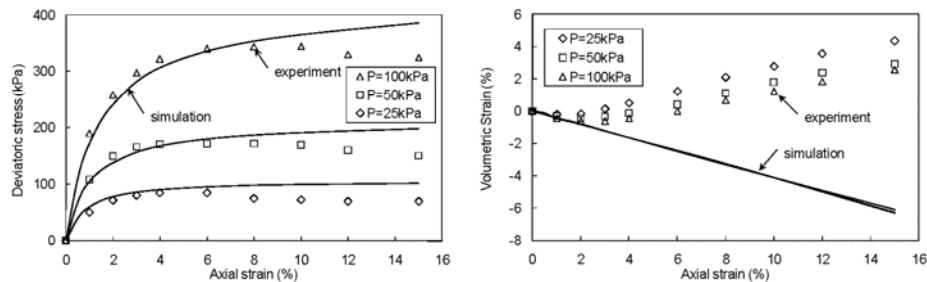 400
300
200
100
0
Deviatoric stress (kPa)
simulation
experiment
P=100kPa
P=50kPa
P=25kPa
0 2 4 6 8 10 12 14 16
Axial strain (%)
6
4
2
0
-2
-4
-6
-8
Volumetric Strain (%)
P=25kPa
P=50kPa
P=100kPa
experiment
simulation
0 2 4 6 8 10 12 14 16
Axial strain (%)